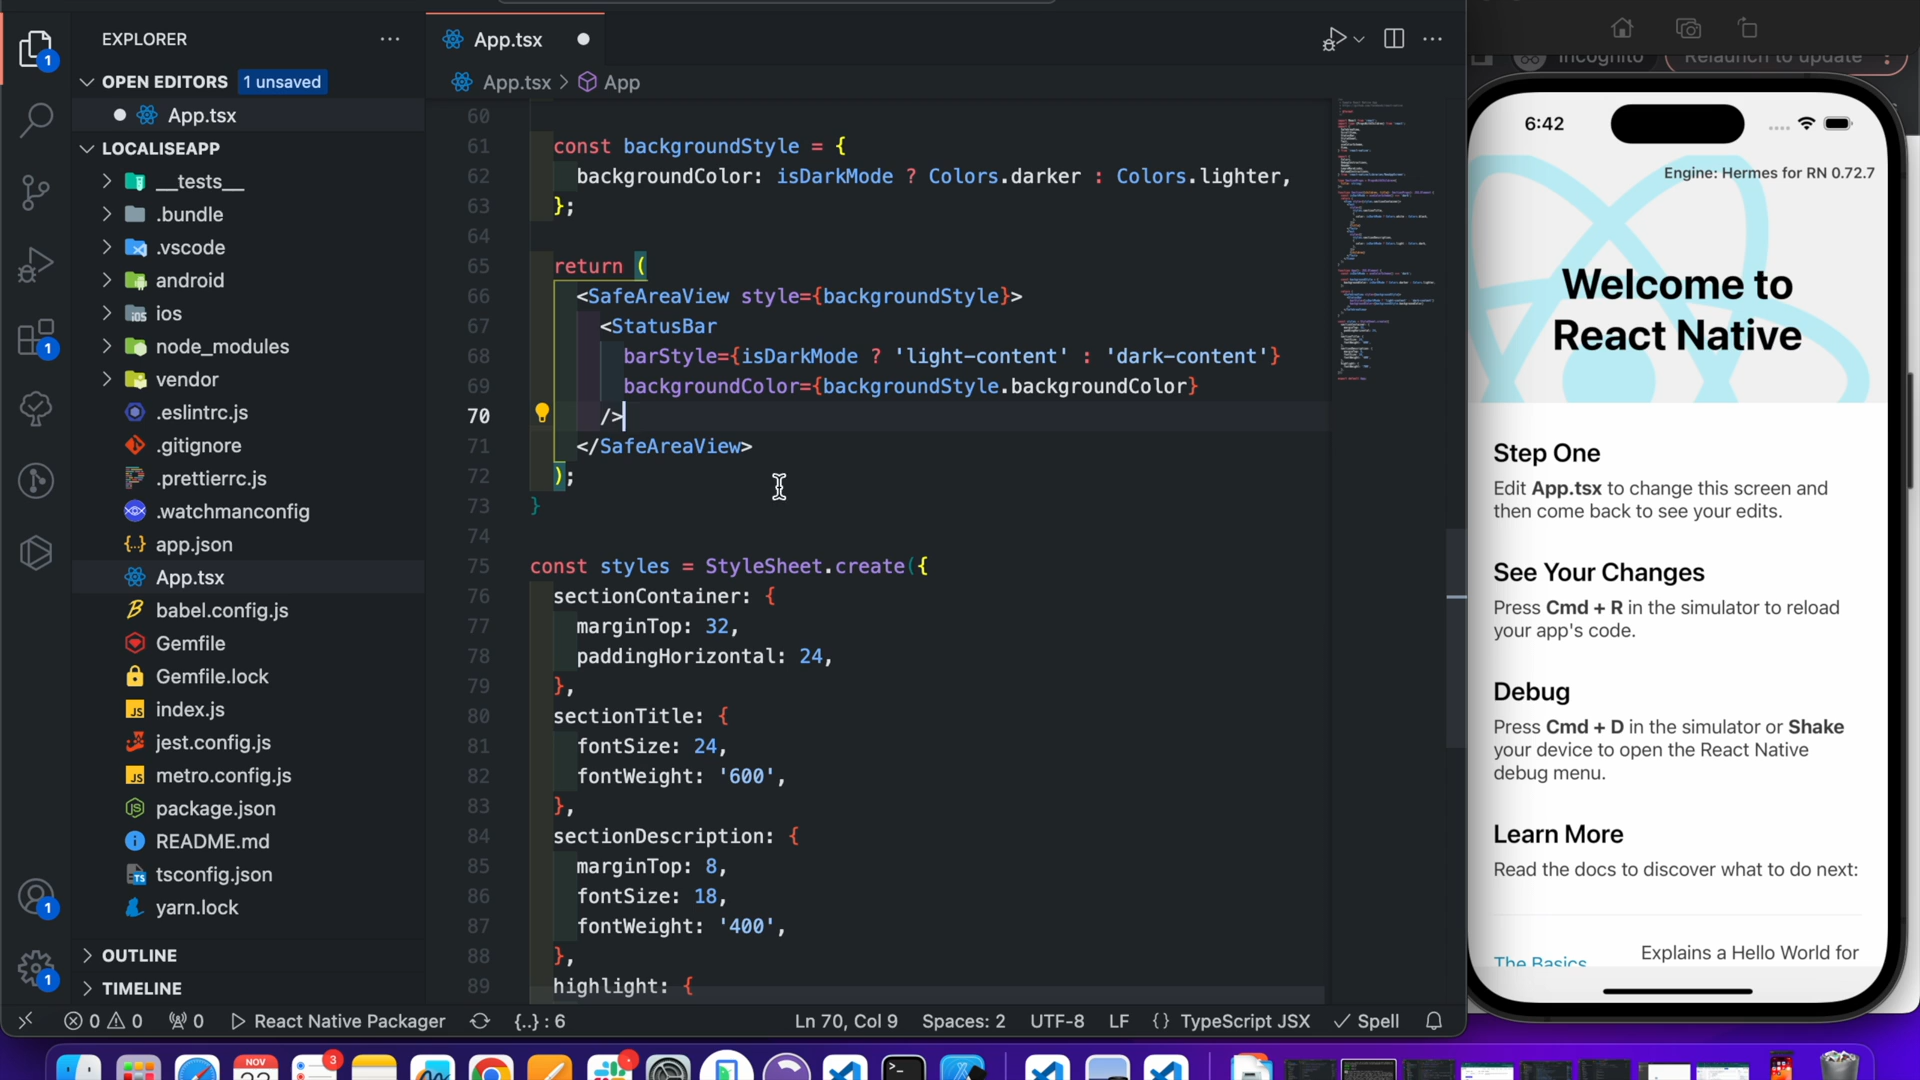 EXPLORER
OPEN EDITORS 1 unsaved
App.tsx
LOCALISEAPP
__tests__
.bundle
.vscode
android
ios
node_modules
vendor
.eslintrc.js
.gitignore
.prettierrc.js
.watchmanconfig
app.json
App.tsx
babel.config.js
Gemfile
Gemfile.lock
index.js
jest.config.js
metro.config.js
package.json
README.md
tsconfig.json
yarn.lock
OUTLINE
TIMELINE
1
1
1
1
App.tsx
App.tsx > App
60
61 const backgroundStyle = {
62 backgroundColor: isDarkMode ? Colors.darker : Colors.lighter,
63 };
64
65 return (
66 <SafeAreaView style={backgroundStyle}>
67 <StatusBar
68 barStyle={isDarkMode ? 'light-content' : 'dark-content'}
69 backgroundColor={backgroundStyle.backgroundColor}
70 />
71 </SafeAreaView>
72 );
73 }
74
75 const styles = StyleSheet.create({
76 sectionContainer: {
77 marginTop: 32,
78 paddingHorizontal: 24,
79 },
80 sectionTitle: {
81 fontSize: 24,
82 fontWeight: '600',
83 },
84 sectionDescription: {
85 marginTop: 8,
86 fontSize: 18,
87 fontWeight: '400',
88 },
89 highlight: {
0 0 0 React Native Packager {..} : 6 Ln 70, Col 9 Spaces: 2 UTF-8 LF {} TypeScript JSX Spell
Incognito Relaunch to update
6:42
Engine: Hermes for RN 0.72.7
Welcome to
React Native
Step One
Edit App.tsx to change this screen and
then come back to see your edits.
See Your Changes
Press Cmd + R in the simulator to reload
your app's code.
Debug
Press Cmd + D in the simulator or Shake
your device to open the React Native
debug menu.
Learn More
Read the docs to discover what to do next:
The Basics
Explains a Hello World for
NOV
3